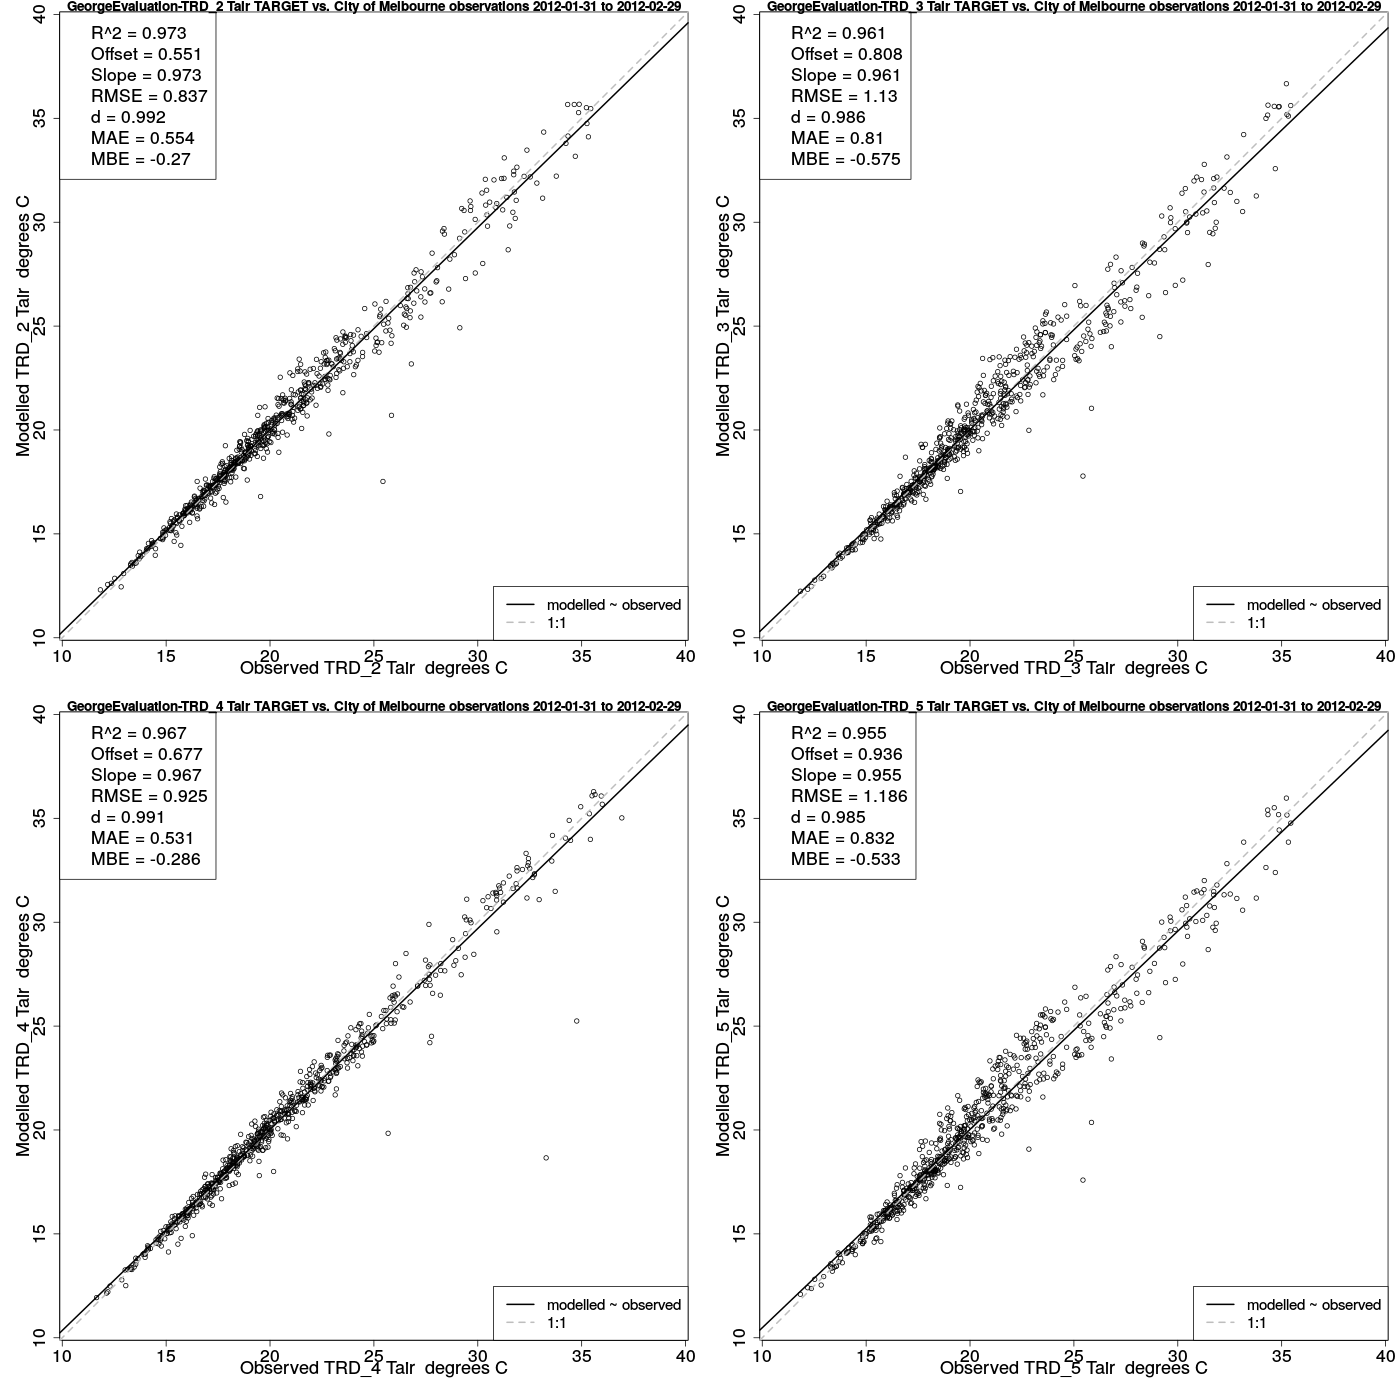 GeorgeEvaluation-TRD_2 TaIr TARGET vs. CIty of Melbourne observatIons 2012-01-31 to 2012-02-29
R^2 = 0.973
Offset = 0.551
Slope = 0.973
RMSE = 0.837
d = 0.992
MAE = 0.554
MBE = -0.27
Modelled TRD_2 TaIr degrees C
10 15 20 25 30 35 40
modelled ~ observed
1:1
10 15 20 25 30 35 40
Observed TRD_2 TaIr degrees C
GeorgeEvaluation-TRD_3 TaIr TARGET vs. CIty of Melbourne observatIons 2012-01-31 to 2012-02-29
R^2 = 0.961
Offset = 0.808
Slope = 0.961
RMSE = 1.13
d = 0.986
MAE = 0.81
MBE = -0.575
Modelled TRD_3 TaIr degrees C
10 15 20 25 30 35 40
modelled ~ observed
1:1
10 15 20 25 30 35 40
Observed TRD_3 TaIr degrees C
GeorgeEvaluation-TRD_4 TaIr TARGET vs. CIty of Melbourne observatIons 2012-01-31 to 2012-02-29
R^2 = 0.967
Offset = 0.677
Slope = 0.967
RMSE = 0.925
d = 0.991
MAE = 0.531
MBE = -0.286
Modelled TRD_4 TaIr degrees C
10 15 20 25 30 35 40
modelled ~ observed
1:1
10 15 20 25 30 35 40
Observed TRD_4 TaIr degrees C
GeorgeEvaluation-TRD_5 TaIr TARGET vs. CIty of Melbourne observatIons 2012-01-31 to 2012-02-29
R^2 = 0.955
Offset = 0.936
Slope = 0.955
RMSE = 1.186
d = 0.985
MAE = 0.832
MBE = -0.533
Modelled TRD_5 TaIr degrees C
10 15 20 25 30 35 40
modelled ~ observed
1:1
10 15 20 25 30 35 40
Observed TRD_5 TaIr degrees C